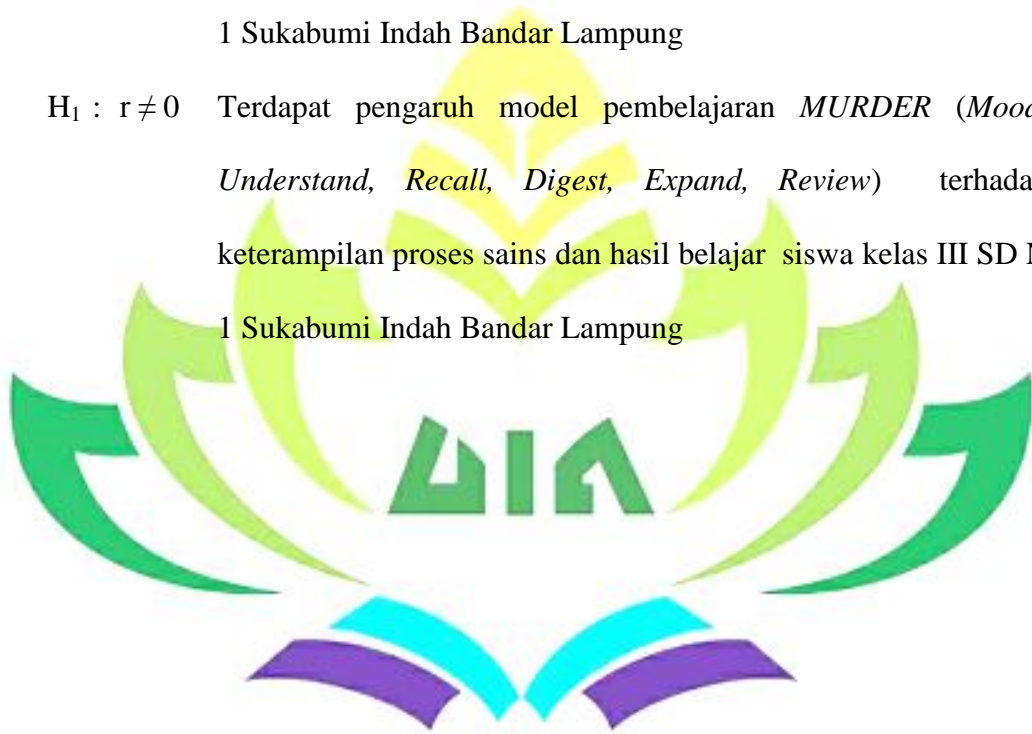 1 Sukabumi Indah Bandar Lampung
H₁ : r ≠ 0 Terdapat pengaruh model pembelajaran MURDER (Mood
Understand, Recall, Digest, Expand, Review) terhada
keterampilan proses sains dan hasil belajar siswa kelas III SD
1 Sukabumi Indah Bandar Lampung
UIN